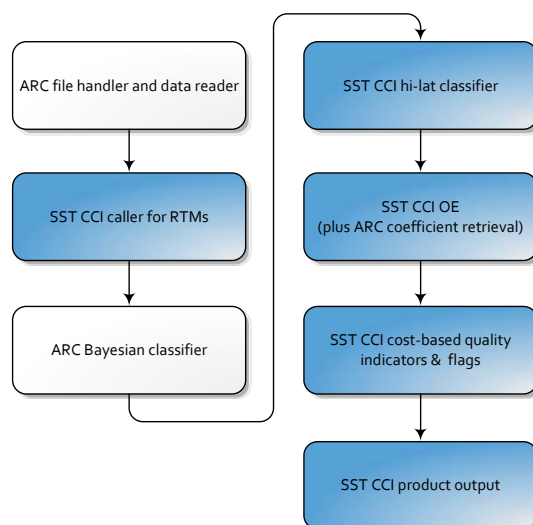 ARC file handler and data reader
SST CCI caller for RTMs
ARC Bayesian classifier
SST CCI hi-lat classifier
SST CCI OE
(plus ARC coefficient retrieval)
SST CCI cost-based quality
indicators & flags
SST CCI product output